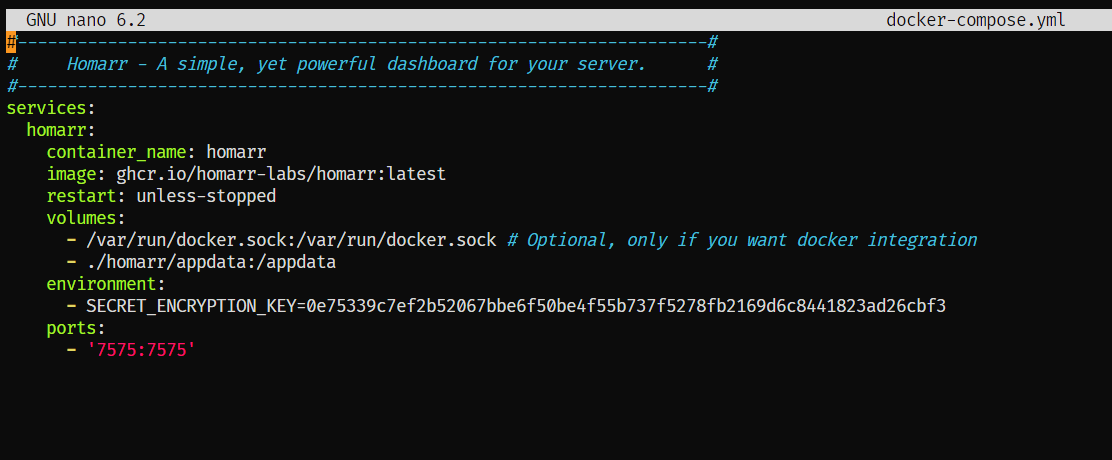 GNU nano 6.2 docker-compose.yml
#---------------------------------------------------------------------#
#     Homarr - A simple, yet powerful dashboard for your server.      #
#---------------------------------------------------------------------#
services:
  homarr:
    container_name: homarr
    image: ghcr.io/homarr-labs/homarr:latest
    restart: unless-stopped
    volumes:
      - /var/run/docker.sock:/var/run/docker.sock # Optional, only if you want docker integration
      - ./homarr/appdata:/appdata
    environment:
      - SECRET_ENCRYPTION_KEY=0e75339c7ef2b52067bbe6f50be4f55b737f5278fb2169d6c8441823ad26cbf3
    ports:
      - '7575:7575'